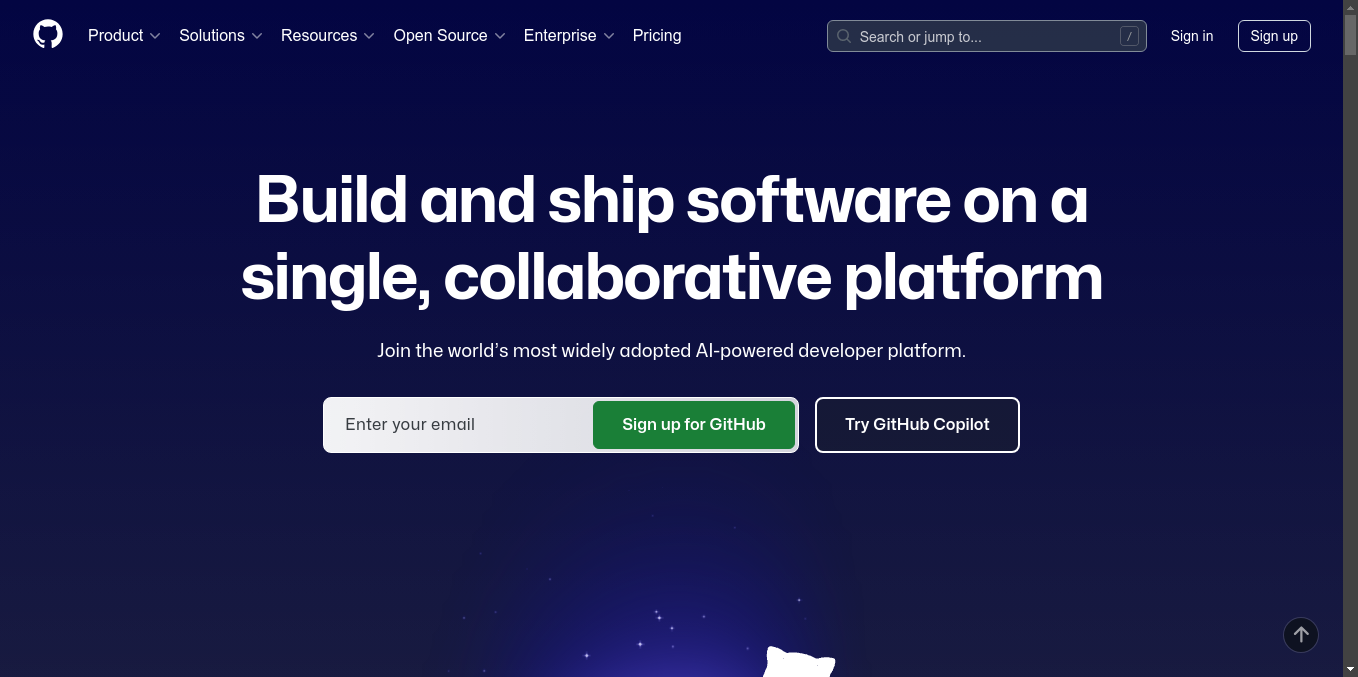 Product Solutions Resources Open Source Enterprise Pricing Search or jump to... / Sign in Sign up
Build and ship software on a
single, collaborative platform
Join the world's most widely adopted AI-powered developer platform.
Enter your email Sign up for GitHub Try GitHub Copilot